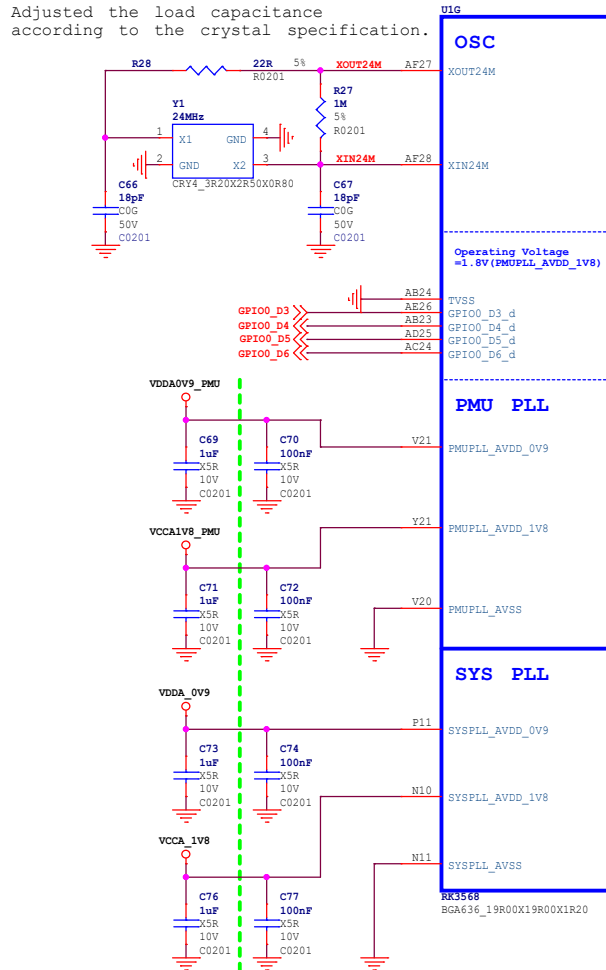 Adjusted the load capacitance
according to the crystal specification.
U1G
OSC
R28
22R
5%
R0201
XOUT24M
AF27
XOUT24M
R27
1M
5%
R0201
Y1
24MHz
1
X1
GND
4
2
GND
X2
3
XIN24M
AF28
XIN24M
CRY4_3R20X2R50X0R80
C66
18pF
C0G
50V
C0201
C67
18pF
C0G
50V
C0201
Operating Voltage
=1.8V(PMUPLL_AVDD_1V8)
AB24
TVSS
GPIO0_D3
AE26
GPIO0_D3_d
GPIO0_D4
AB23
GPIO0_D4_d
GPIO0_D5
AD25
GPIO0_D5_d
GPIO0_D6
AC24
GPIO0_D6_d
VDDA0V9_PMU
PMU PLL
C69
1uF
X5R
10V
C0201
C70
100nF
X5R
10V
C0201
V21
PMUPLL_AVDD_0V9
VCCA1V8_PMU
Y21
PMUPLL_AVDD_1V8
C71
1uF
X5R
10V
C0201
C72
100nF
X5R
10V
C0201
V20
PMUPLL_AVSS
SYS PLL
VDDA_0V9
P11
SYSPLL_AVDD_0V9
C73
1uF
X5R
10V
C0201
C74
100nF
X5R
10V
C0201
N10
SYSPLL_AVDD_1V8
VCCA_1V8
N11
SYSPLL_AVSS
C76
1uF
X5R
10V
C0201
C77
100nF
X5R
10V
C0201
RK3568
BGA636_19R00X19R00X1R20